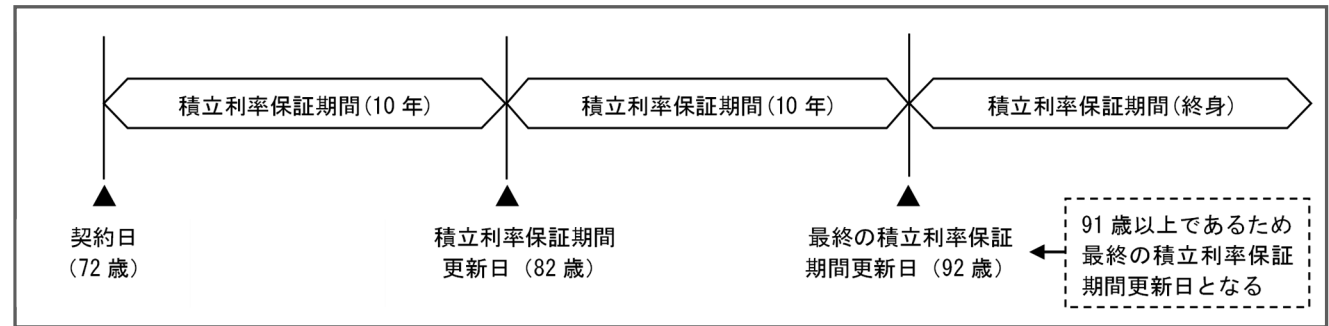 積立利率保証期間(10 年)
積立利率保証期間(10 年)
積立利率保証期間(終身)
契約日
(72 歳)
積立利率保証期間
更新日 (82 歳)
最終の積立利率保証
期間更新日 (92 歳)
91 歳以上であるため
最終の積立利率保証
期間更新日となる